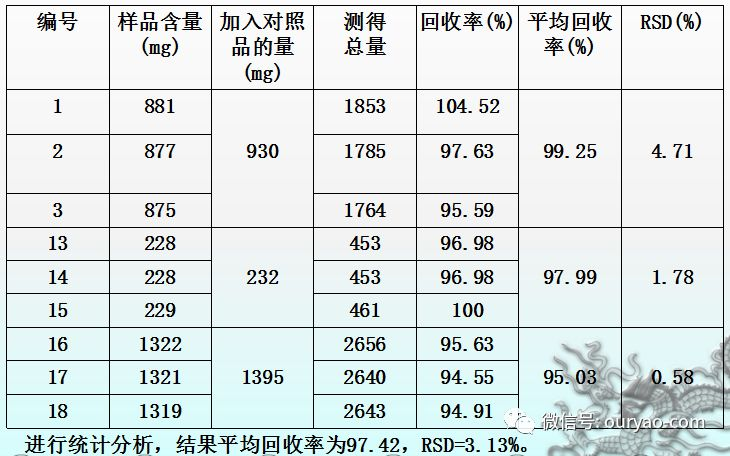 编号 样品含量(mg) 加入对照品的量(mg) 测得总量 回收率(%) 平均回收率(%) RSD(%)
1 881 930 1853 104.52 99.25 4.71
2 877 1785 97.63
3 875 1764 95.59
13 228 232 453 96.98 97.99 1.78
14 228 453 96.98
15 229 461 100
16 1322 1395 2656 95.63 95.03 0.58
17 1321 2640 94.55
18 1319 2643 94.91
微信号: ouryao-com
进行统计分析，结果平均回收率为97.42，RSD=3.13%。